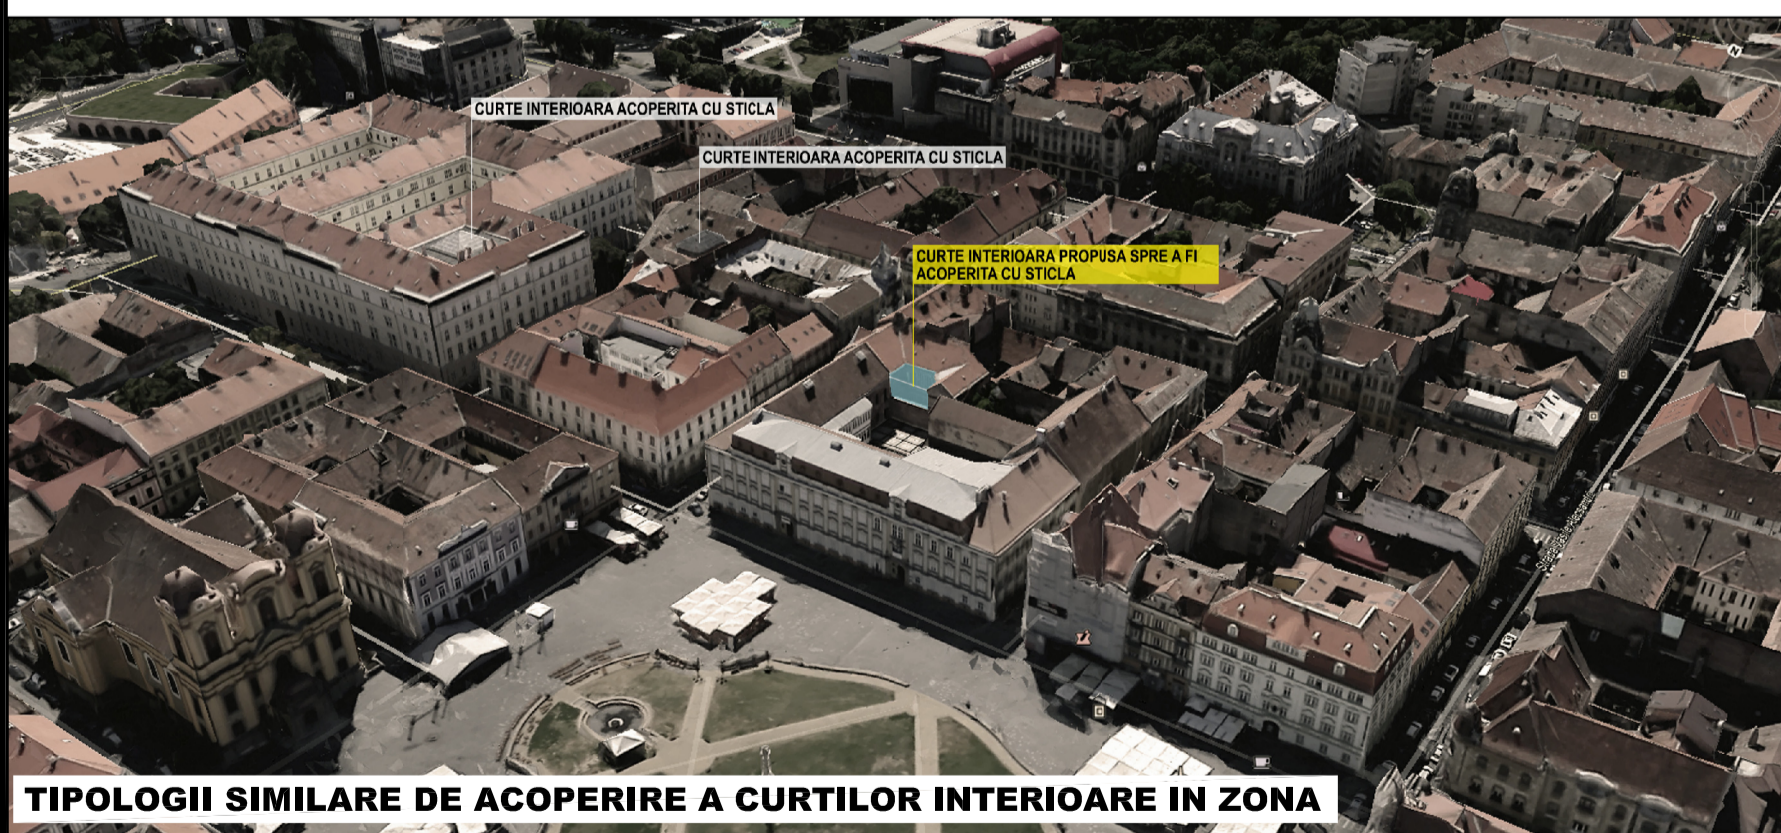 CURTE INTERIOARA ACOPERITA CU STICLA
CURTE INTERIOARA ACOPERITA CU STICLA
CURTE INTERIOARA PROPUSA SPRE A FI
ACOPERITA CU STICLA
N
TIPOLOGII SIMILARE DE ACOPERIRE A CURTILOR INTERIOARE IN ZONA